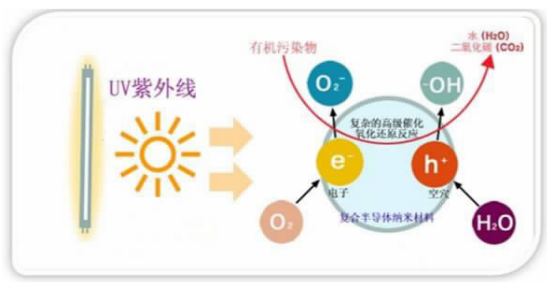 有机污染物
水 (H₂O)
二氧化碳 (CO₂)
UV紫外线
O₂⁻
-OH
复杂的高级催化
氧化还原反应
e⁻
h⁺
电子
空穴
O₂
复合半导体纳米材料
H₂O